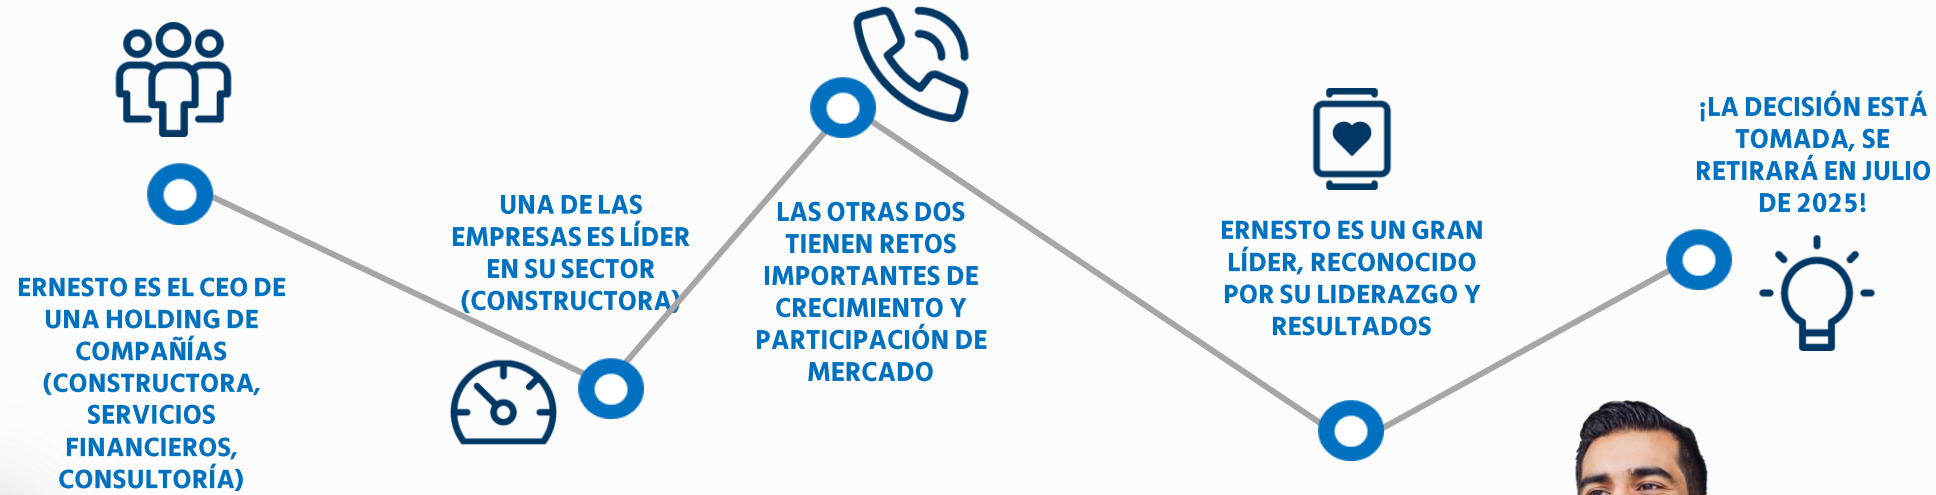 ERNESTO ES EL CEO DE
UNA HOLDING DE
COMPAÑÍAS
(CONSTRUCTORA,
SERVICIOS
FINANCIEROS,
CONSULTORÍA)
UNA DE LAS
EMPRESAS ES LÍDER
EN SU SECTOR
(CONSTRUCTORA)
LAS OTRAS DOS
TIENEN RETOS
IMPORTANTES DE
CRECIMIENTO Y
PARTICIPACIÓN DE
MERCADO
ERNESTO ES UN GRAN
LÍDER, RECONOCIDO
POR SU LIDERAZGO Y
RESULTADOS
¡LA DECISIÓN ESTÁ
TOMADA, SE
RETIRARÁ EN JULIO
DE 2025!